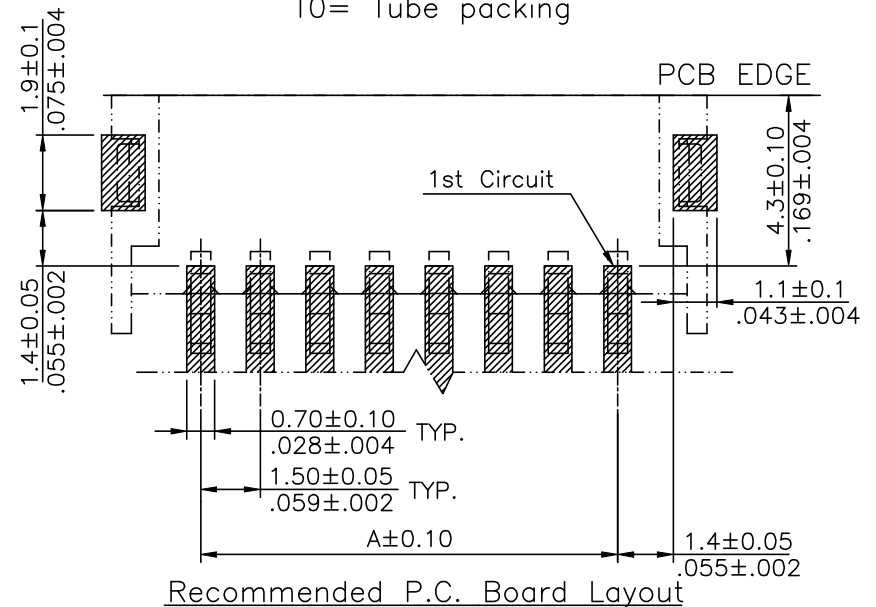 10= Tube packing
PCB EDGE
1.9±0.1
.075±.004
1st Circuit
4.3±0.10
.169±.004
1.4±0.05
.055±.002
1.1±0.1
.043±.004
0.70±0.10
.028±.004
TYP.
1.50±0.05
.059±.002
TYP.
A±0.10
1.4±0.05
.055±.002
Recommended P.C. Board Layout